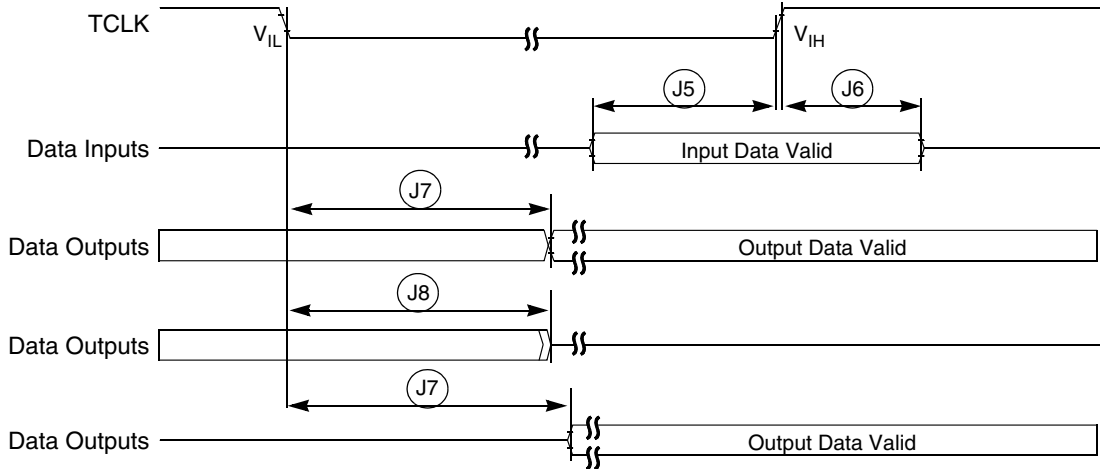 TCLK
V_IL
V_IH
J5
J6
Data Inputs
Input Data Valid
J7
Data Outputs
Output Data Valid
J8
Data Outputs
J7
Data Outputs
Output Data Valid